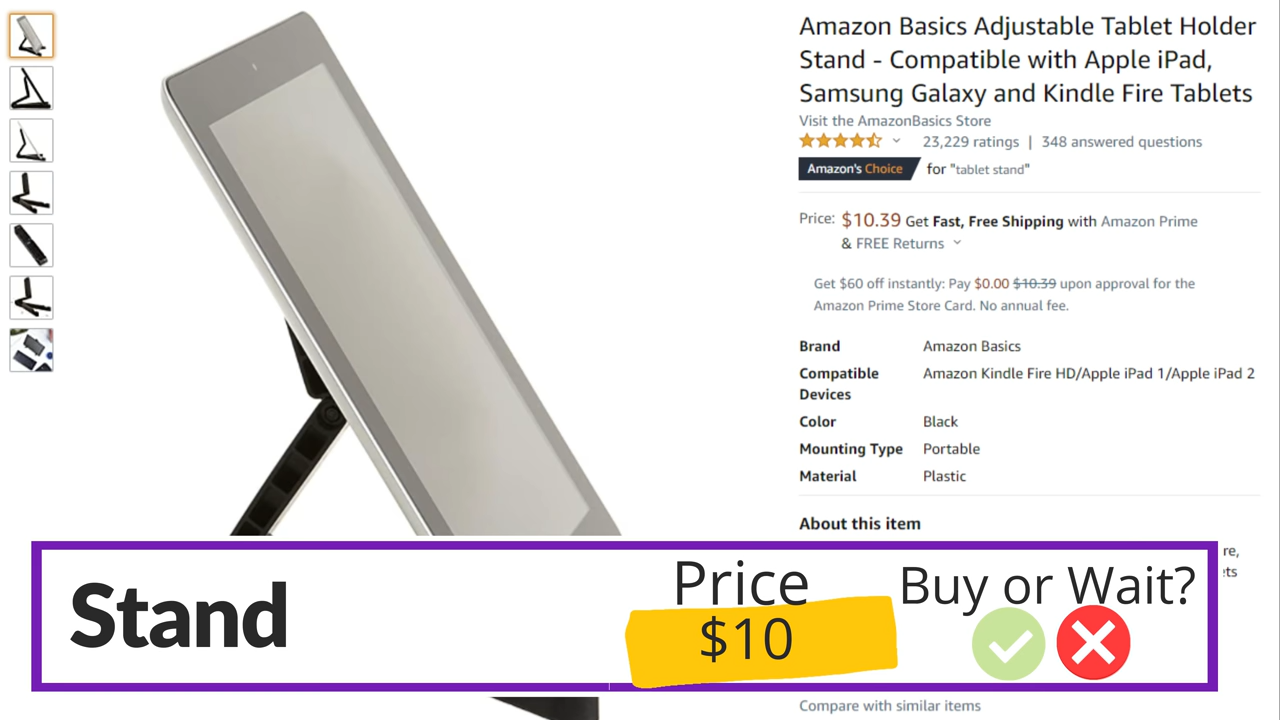 Amazon Basics Adjustable Tablet Holder
Stand - Compatible with Apple iPad,
Samsung Galaxy and Kindle Fire Tablets
Visit the AmazonBasics Store
23,229 ratings | 348 answered questions
Amazon's Choice for "tablet stand"
Price: $10.39 Get Fast, Free Shipping with Amazon Prime
& FREE Returns
Get $60 off instantly: Pay $0.00 $10.39 upon approval for the
Amazon Prime Store Card. No annual fee.
Brand Amazon Basics
Compatible Amazon Kindle Fire HD/Apple iPad 1/Apple iPad 2
Devices
Color Black
Mounting Type Portable
Material Plastic
About this item
re,
ets
Stand
Price
$10
Buy or Wait?
Compare with similar items